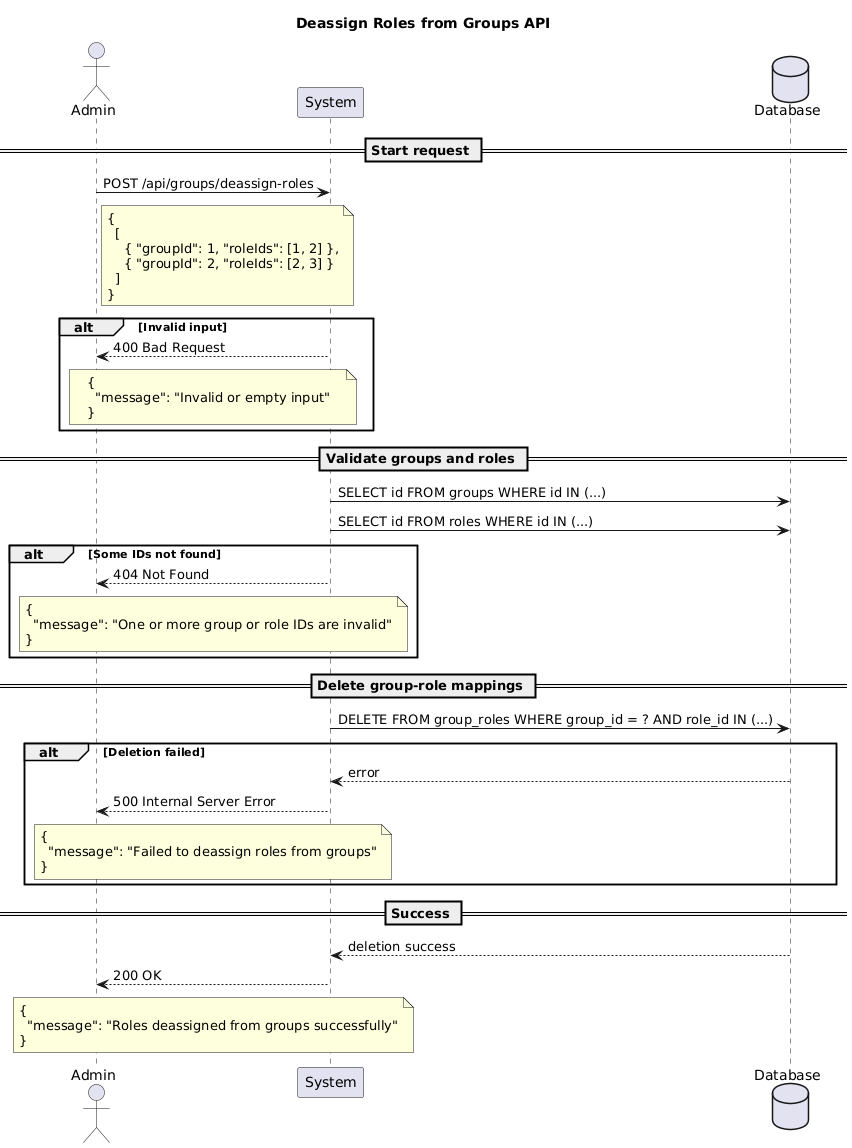 Deassign Roles from Groups API
Admin
System
Database
Start request
POST /api/groups/deassign-roles
{
[
{ "groupId": 1, "roleIds": [1, 2] },
{ "groupId": 2, "roleIds": [2, 3] }
]
}
alt [Invalid input]
400 Bad Request
{
"message": "Invalid or empty input"
}
Validate groups and roles
SELECT id FROM groups WHERE id IN (...)
SELECT id FROM roles WHERE id IN (...)
alt [Some IDs not found]
404 Not Found
{
"message": "One or more group or role IDs are invalid"
}
Delete group-role mappings
DELETE FROM group_roles WHERE group_id = ? AND role_id IN (...)
alt [Deletion failed]
error
500 Internal Server Error
{
"message": "Failed to deassign roles from groups"
}
Success
deletion success
200 OK
{
"message": "Roles deassigned from groups successfully"
}
Admin
System
Database